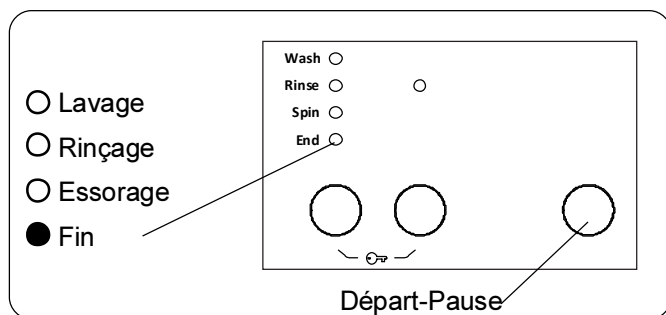 Lavage
Rinçage
Essorage
Fin
Wash
Rinse
Spin
End
Départ-Pause